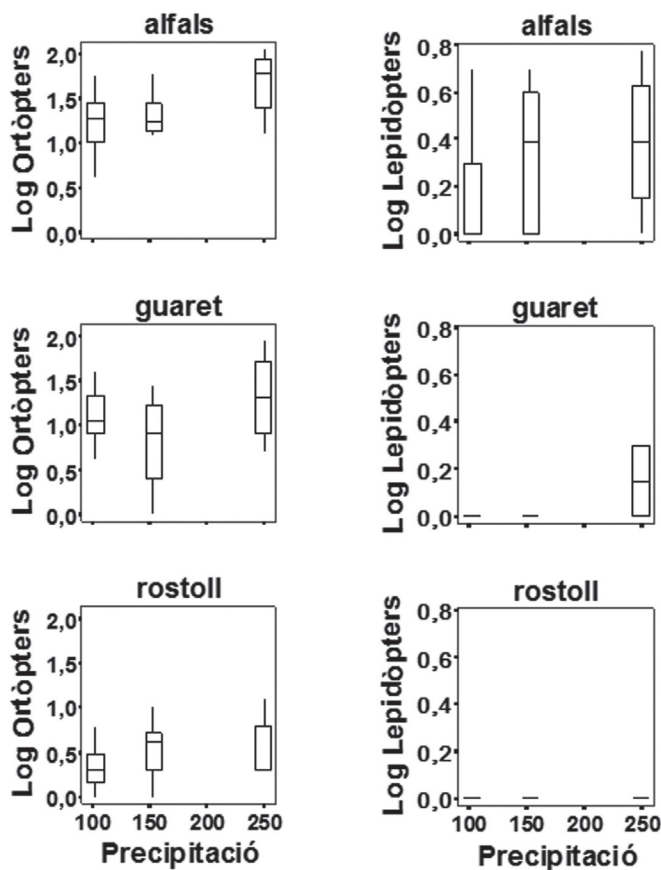 alfals
Log Ortòpters
2,0
1,5
1,0
0,5
0,0
alfals
Log Lepidòpters
0,8
0,6
0,4
0,2
0,0
guaret
Log Ortòpters
2,0
1,5
1,0
0,5
0,0
guaret
Log Lepidòpters
0,8
0,6
0,4
0,2
0,0
rostoll
Log Ortòpters
2,0
1,5
1,0
0,5
0,0
100 150 200 250
Precipitació
rostoll
Log Lepidòpters
0,8
0,6
0,4
0,2
0,0
100 150 200 250
Precipitació